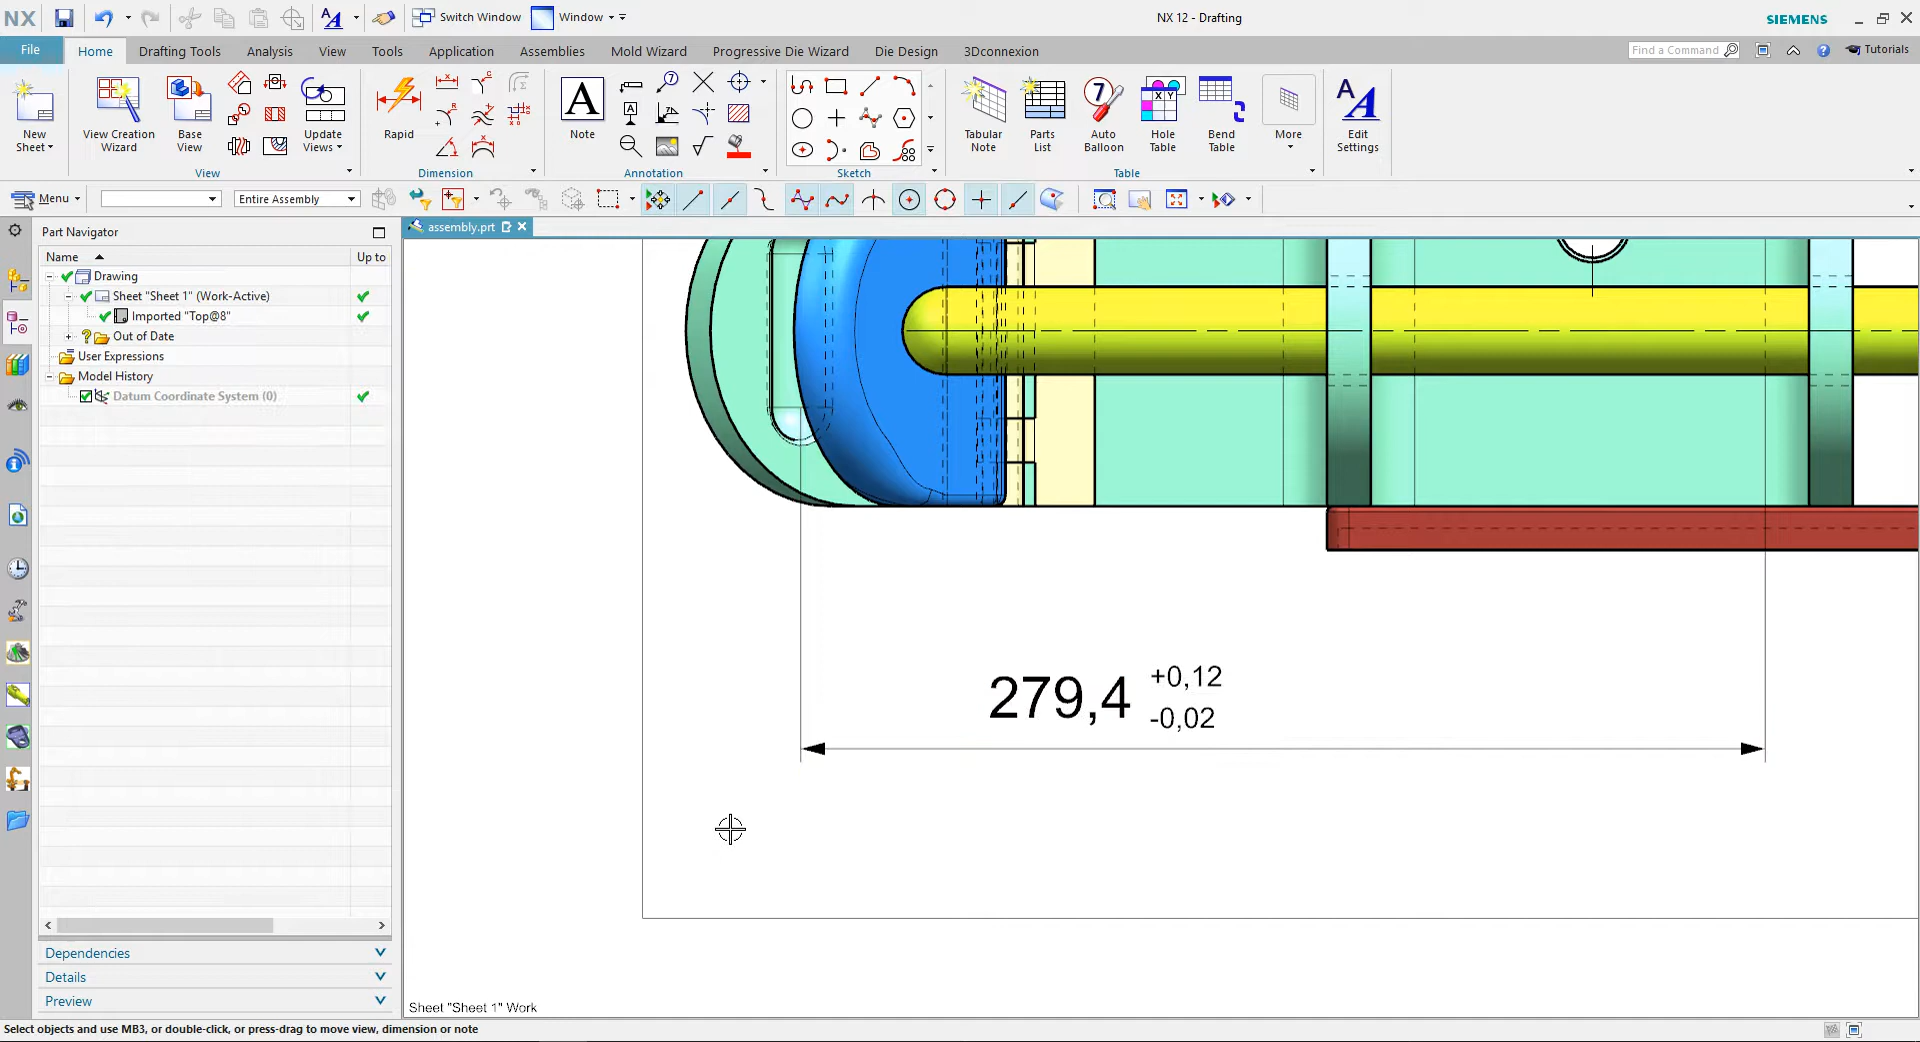 NX
Switch Window
Window
NX 12 - Drafting
SIEMENS
File
Home
Drafting Tools
Analysis
View
Tools
Application
Assemblies
Mold Wizard
Progressive Die Wizard
Die Design
3Dconnexion
Find a Command
Tutorials
New Sheet
View Creation Wizard
Base View
Update Views
Rapid
A
Note
Tabular Note
Parts List
7
Auto Balloon
X Y
Hole Table
Bend Table
More
Edit Settings
View
Dimension
Annotation
Sketch
Table
Menu
Entire Assembly
Part Navigator
assembly.prt
Name
Up to
Drawing
Sheet "Sheet 1" (Work-Active)
Imported "Top@8"
Out of Date
User Expressions
Model History
Datum Coordinate System (0)
279,4
+0,12
-0,02
Dependencies
Details
Preview
Sheet "Sheet 1" Work
Select objects and use MB3, or double-click, or press-drag to move view, dimension or note